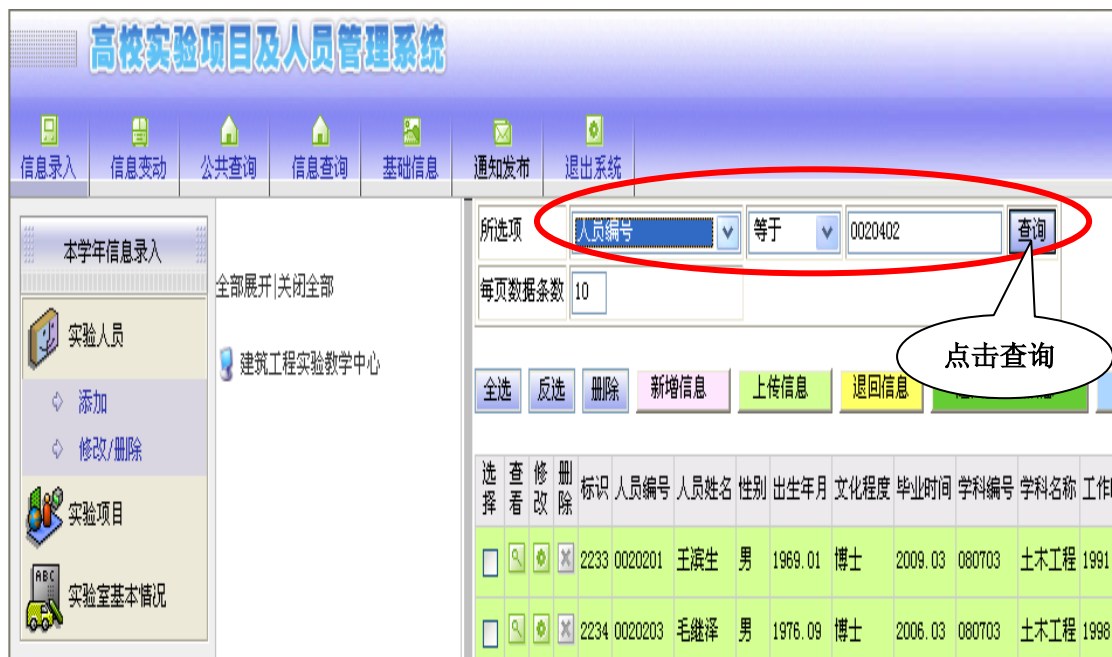 高校实验项目及人员管理系统
信息录入 信息变动 公共查询 信息查询 基础信息 通知发布 退出系统
本学年信息录入
实验人员
添加
修改/删除
实验项目
ABC
实验室基本情况
全部展开|关闭全部
建筑工程实验教学中心
所选项 人员编号 等于 0020402 查询
每页数据条数 10
点击查询
全选 反选 删除 新增信息 上传信息 退回信息
选择 查看 修改 删除 标识 人员编号 人员姓名 性别 出生年月 文化程度 毕业时间 学科编号 学科名称 工作
2233 0020201 王滨生 男 1969.01 博士 2009.03 080703 土木工程 1991
2234 0020203 毛继泽 男 1976.09 博士 2006.03 080703 土木工程 1998